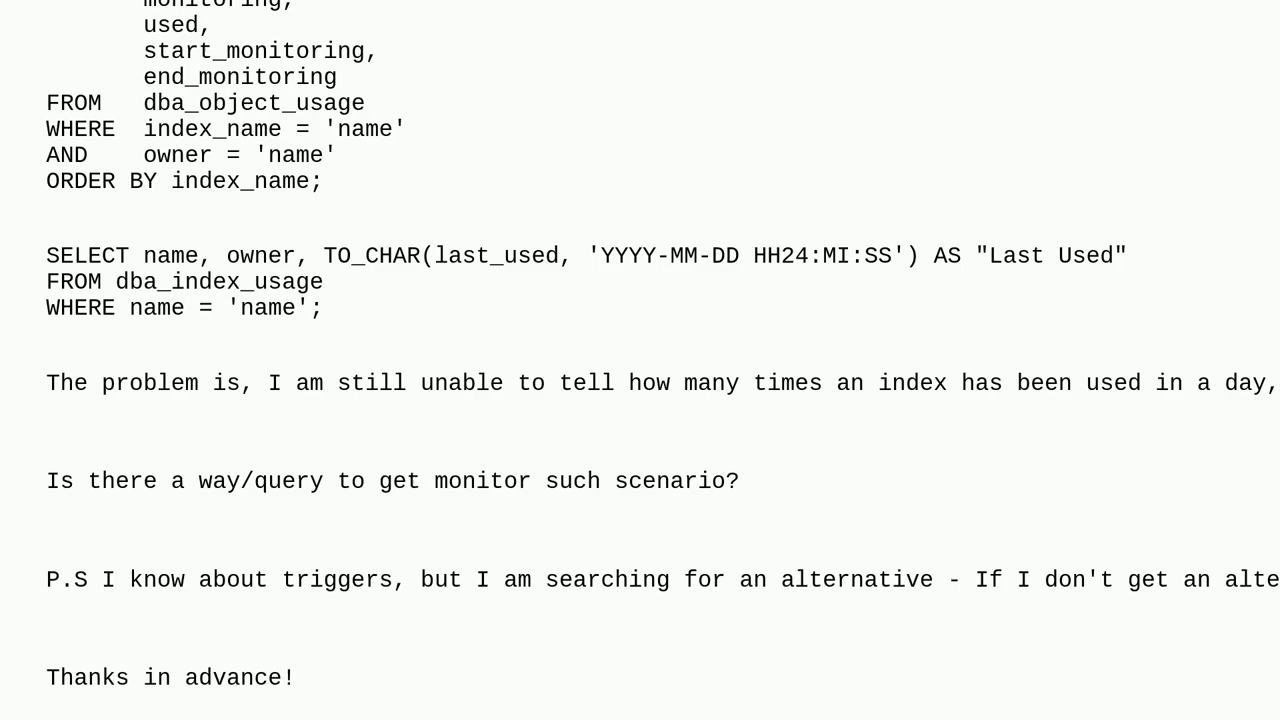 monitoring,
used,
start_monitoring,
end_monitoring
FROM   dba_object_usage
WHERE  index_name = 'name'
AND    owner = 'name'
ORDER BY index_name;
SELECT name, owner, TO_CHAR(last_used, 'YYYY-MM-DD HH24:MI:SS') AS "Last Used"
FROM dba_index_usage
WHERE name = 'name';
The problem is, I am still unable to tell how many times an index has been used in a day,
Is there a way/query to get monitor such scenario?
P.S I know about triggers, but I am searching for an alternative - If I don't get an alte
Thanks in advance!